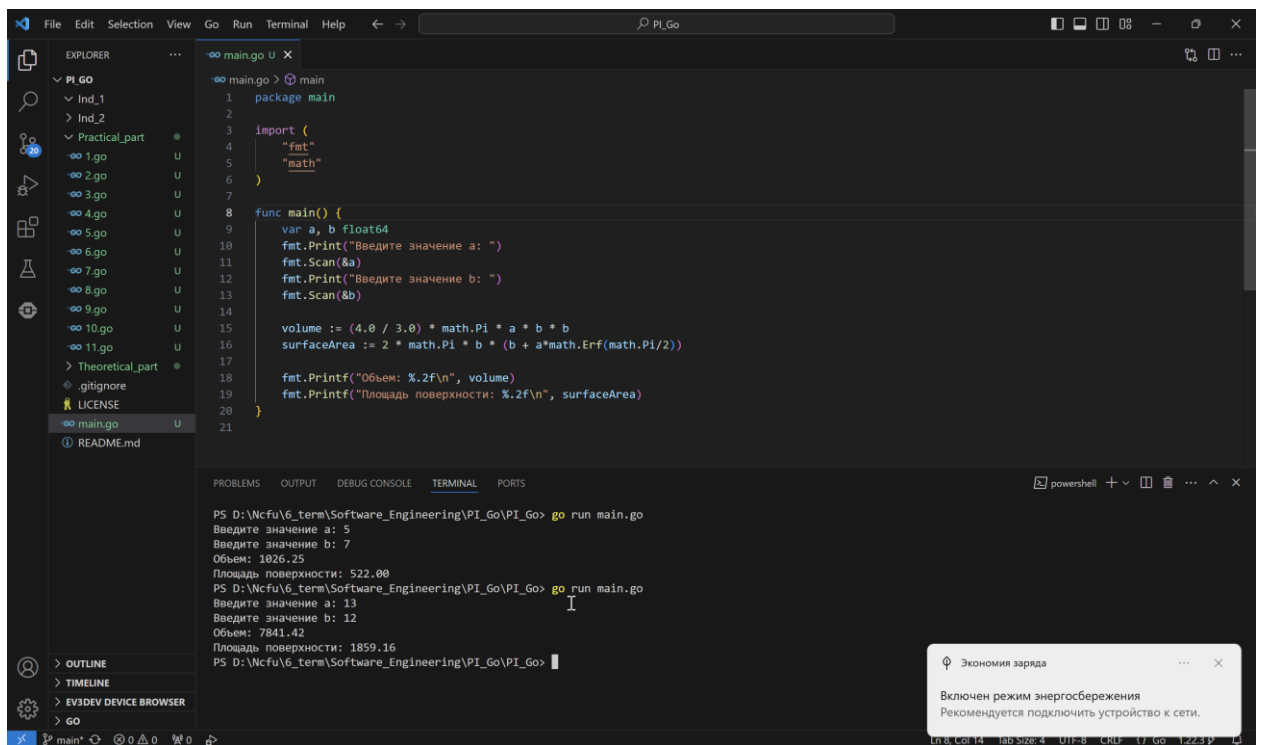 File Edit Selection View Go Run Terminal Help
PI_Go
EXPLORER
PI_GO
Ind_1
Ind_2
Practical_part
1.go U
2.go U
3.go U
4.go U
5.go U
6.go U
7.go U
8.go U
9.go U
10.go U
11.go U
Theoretical_part
.gitignore
LICENSE
main.go U
README.md
OUTLINE
TIMELINE
EV3DEV DEVICE BROWSER
GO
20
main.go U
main.go > main
1 package main
2
3 import (
4 "fmt"
5 "math"
6 )
7
8 func main() {
9 var a, b float64
10 fmt.Print("Введите значение a: ")
11 fmt.Scan(&a)
12 fmt.Print("Введите значение b: ")
13 fmt.Scan(&b)
14
15 volume := (4.0 / 3.0) * math.Pi * a * b * b
16 surfaceArea := 2 * math.Pi * b * (b + a*math.Erf(math.Pi/2))
17
18 fmt.Printf("Объем: %.2f\n", volume)
19 fmt.Printf("Площадь поверхности: %.2f\n", surfaceArea)
20 }
21
PROBLEMS OUTPUT DEBUG CONSOLE TERMINAL PORTS
powershell
PS D:\Ncfu\6_term\Software_Engineering\PI_Go\PI_Go> go run main.go
Введите значение a: 5
Введите значение b: 7
Объем: 1026.25
Площадь поверхности: 522.00
PS D:\Ncfu\6_term\Software_Engineering\PI_Go\PI_Go> go run main.go
Введите значение a: 13
Введите значение b: 12
Объем: 7841.42
Площадь поверхности: 1859.16
PS D:\Ncfu\6_term\Software_Engineering\PI_Go\PI_Go>
Экономия заряда
Включен режим энергосбережения
Рекомендуется подключить устройство к сети.
main* 0 0 0
Ln 8, Col 14 Tab Size: 4 UTF-8 CRLF Go 1.22.3